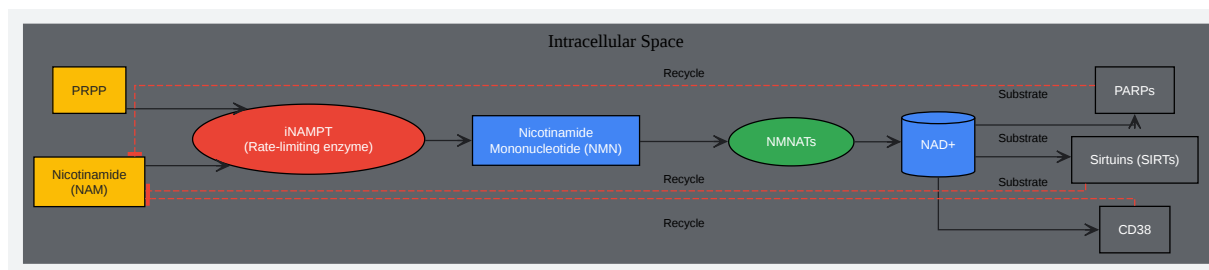 Intracellular Space
Recycle
PRPP
PARPs
Substrate
iNAMPT
(Rate-limiting enzyme)
Nicotinamide
Mononucleotide (NMN)
NMNATs
NAD+
Substrate
Sirtuins (SIRTs)
Nicotinamide
(NAM)
Recycle
Substrate
Recycle
CD38